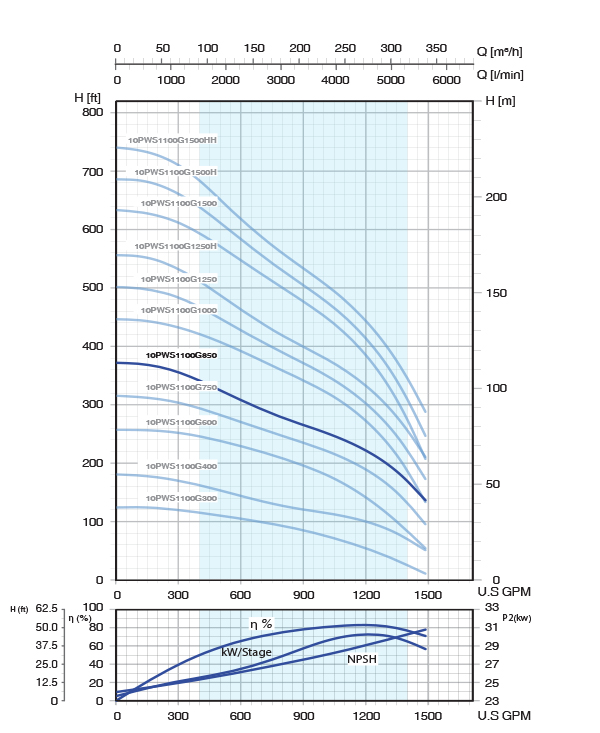 0 50 100 150 200 250 300 350 Q [m³/h]
0 1000 2000 3000 4000 5000 6000 Q [l/min]
H [ft] H [m]
800
10PWS1100G1500HH
700 10PWS1100G1500H
200
10PWS1100G1500
600
10PWS1100G1250H
10PWS1100G1250
500
150
10PWS1100G1000
400
10PWS1100G850
100
10PWS1100G750
300
10PWS1100G600
200
10PWS1100G400
50
10PWS1100G300
100
0 0
0 300 600 900 1200 1500 U.S GPM
H (ft) 62.5 η (%) 100 33 P2(kw)
50.0 80 η % 31
37.5 60 29
kW/Stage NPSH
25.0 40 27
12.5 20 25
0 0 23
0 300 600 900 1200 1500 U.S GPM